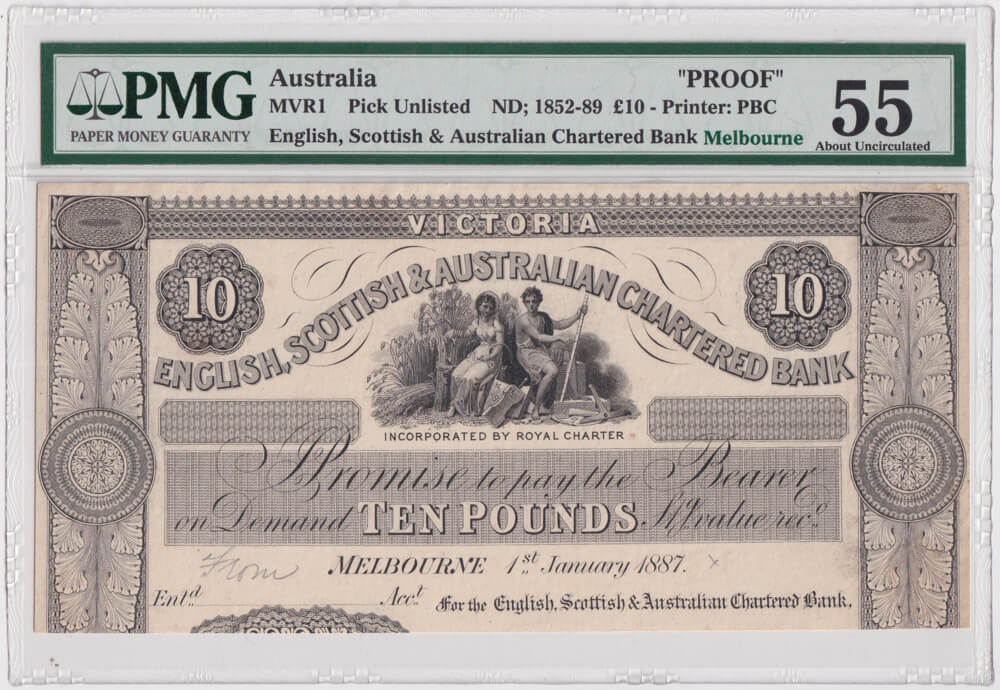 PMG
PAPER MONEY GUARANTY
Australia "PROOF"
MVR1 Pick Unlisted ND; 1852-89 £10 - Printer: PBC
English, Scottish & Australian Chartered Bank Melbourne
55
About Uncirculated
VICTORIA
10 10
ENGLISH, SCOTTISH & AUSTRALIAN CHARTERED BANK
INCORPORATED BY ROYAL CHARTER
I Promise to pay the Bearer
on Demand TEN POUNDS Stg value recd.
From MELBOURNE 1st January 1887. x
Entd. Acct. For the English, Scottish & Australian Chartered Bank.